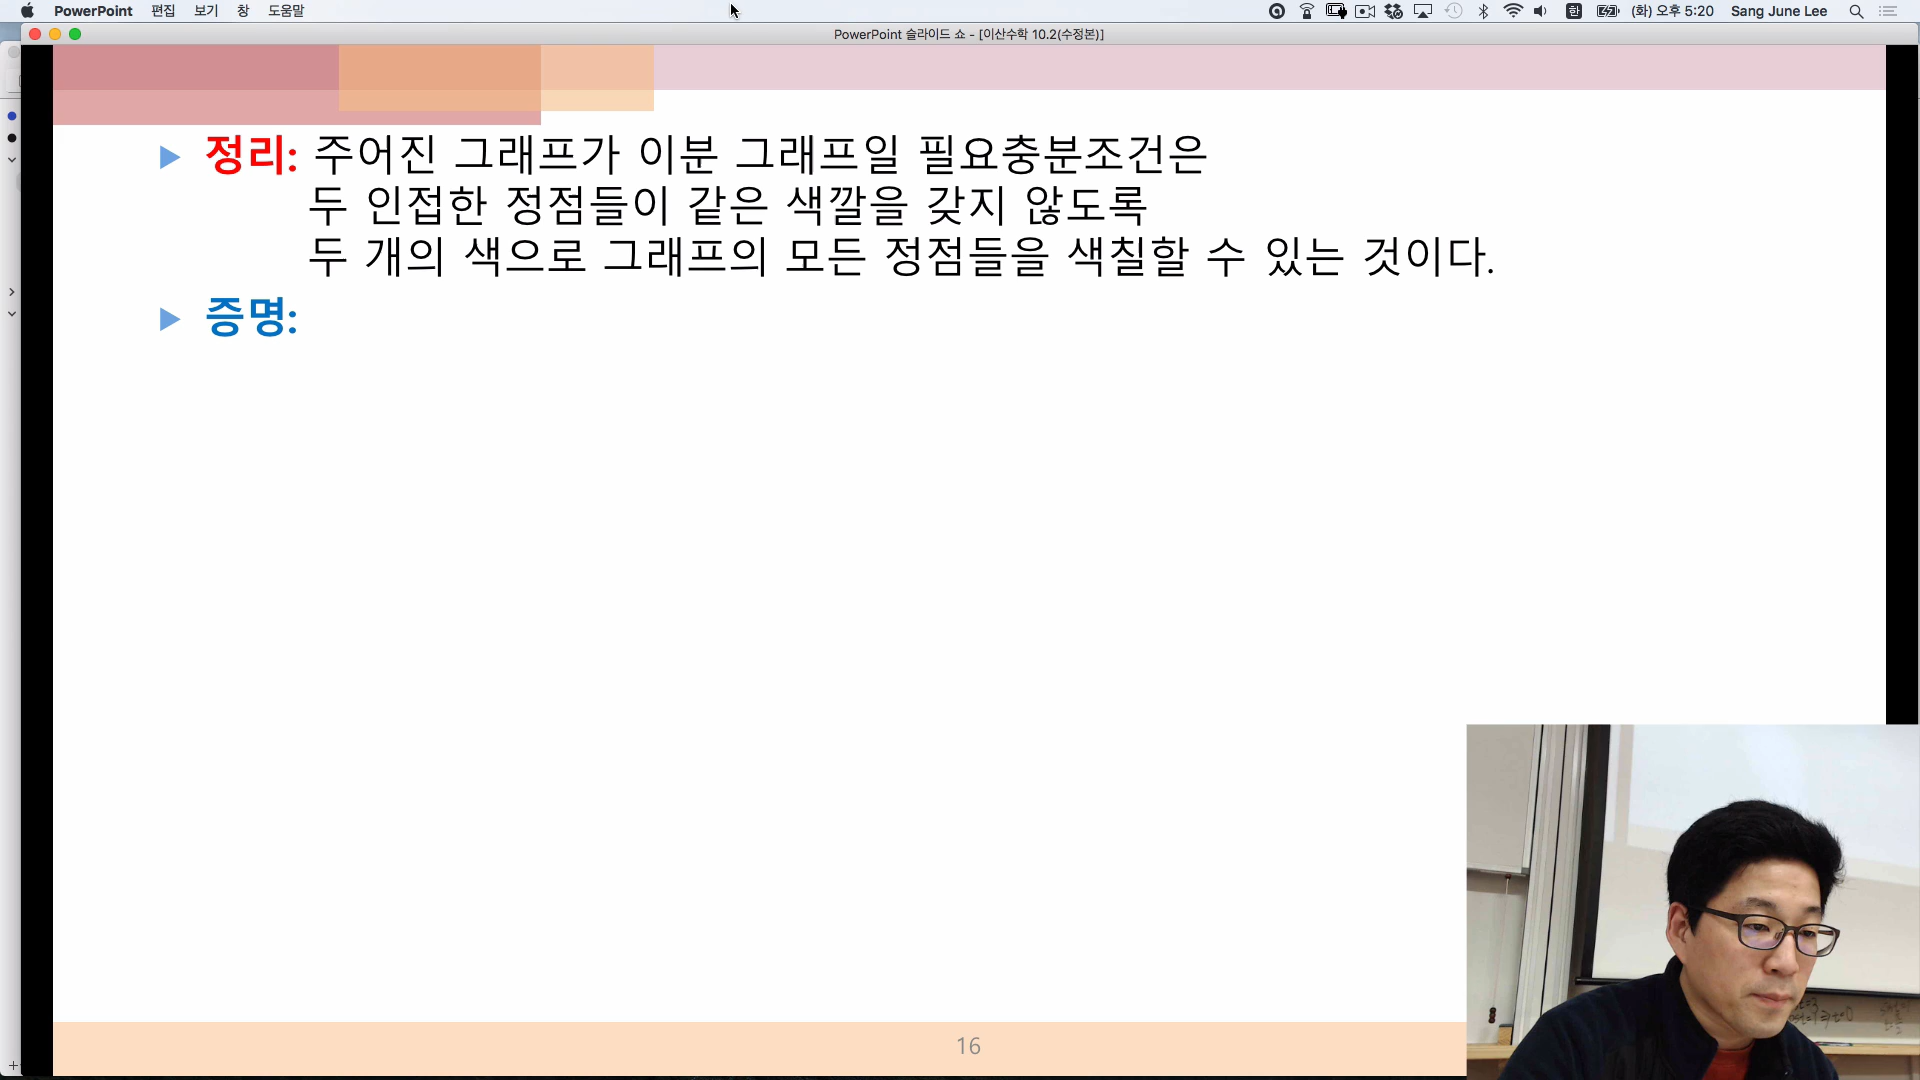 PowerPoint 편집 보기 창 도움말
(화) 오후 5:20 Sang June Lee
PowerPoint 슬라이드 쇼 - [이산수학 10.2(수정본)]
정리: 주어진 그래프가 이분 그래프일 필요충분조건은
두 인접한 정점들이 같은 색깔을 갖지 않도록
두 개의 색으로 그래프의 모든 정점들을 색칠할 수 있는 것이다.
증명:
16